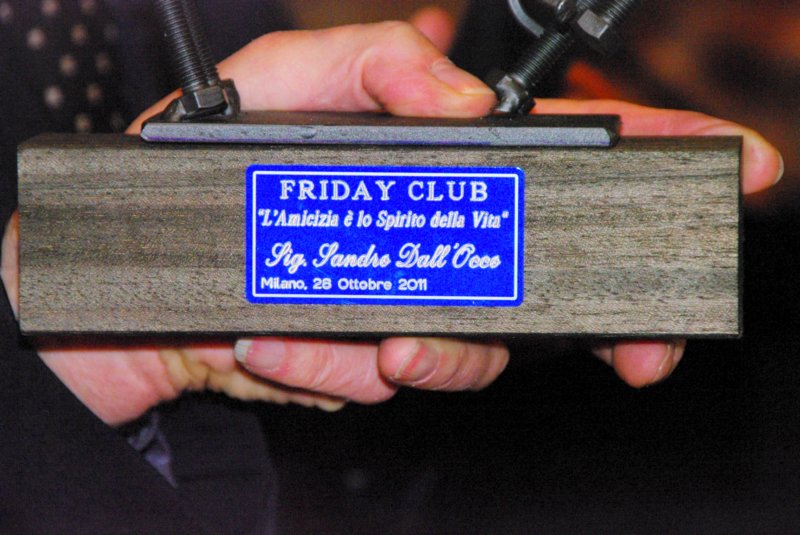 FRIDAY CLUB
"L'Amicizia è lo Spirito della Vita"
Sig. Sandro Dall'Occo
Milano, 28 Ottobre 2011